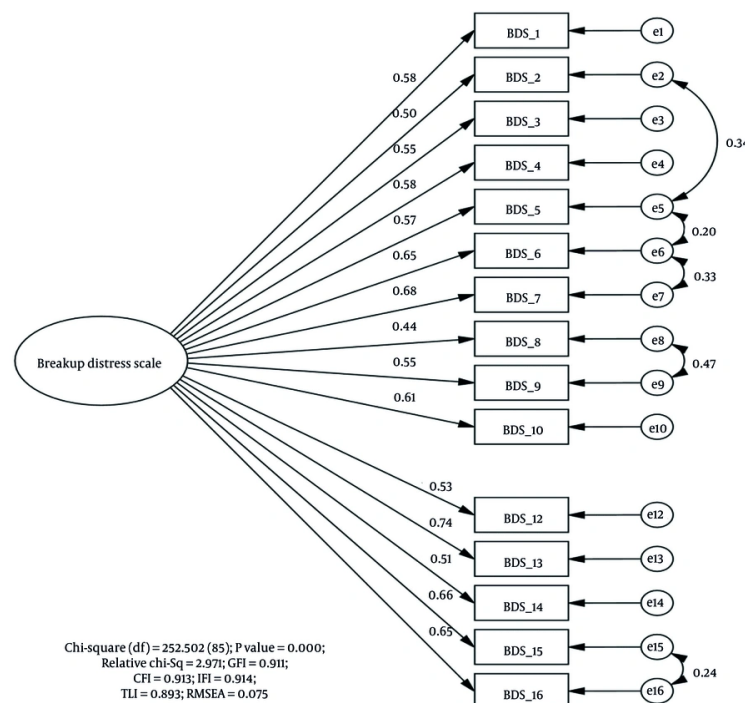 BDS_1
e1
0.58
BDS_2
e2
0.50
BDS_3
e3
0.55
BDS_4
e4
0.34
0.58
BDS_5
e5
0.57
0.20
BDS_6
e6
0.65
0.33
BDS_7
e7
0.68
BDS_8
e8
0.44
0.47
Breakup distress scale
BDS_9
e9
0.55
BDS_10
e10
0.61
BDS_12
e12
0.53
BDS_13
e13
0.74
BDS_14
e14
0.51
BDS_15
e15
0.66
0.24
BDS_16
e16
0.65
Chi-square (df) = 252.502 (85); P value = 0.000;
Relative chi-Sq = 2.971; GFI = 0.911;
CFI = 0.913; IFI = 0.914;
TLI = 0.893; RMSEA = 0.075